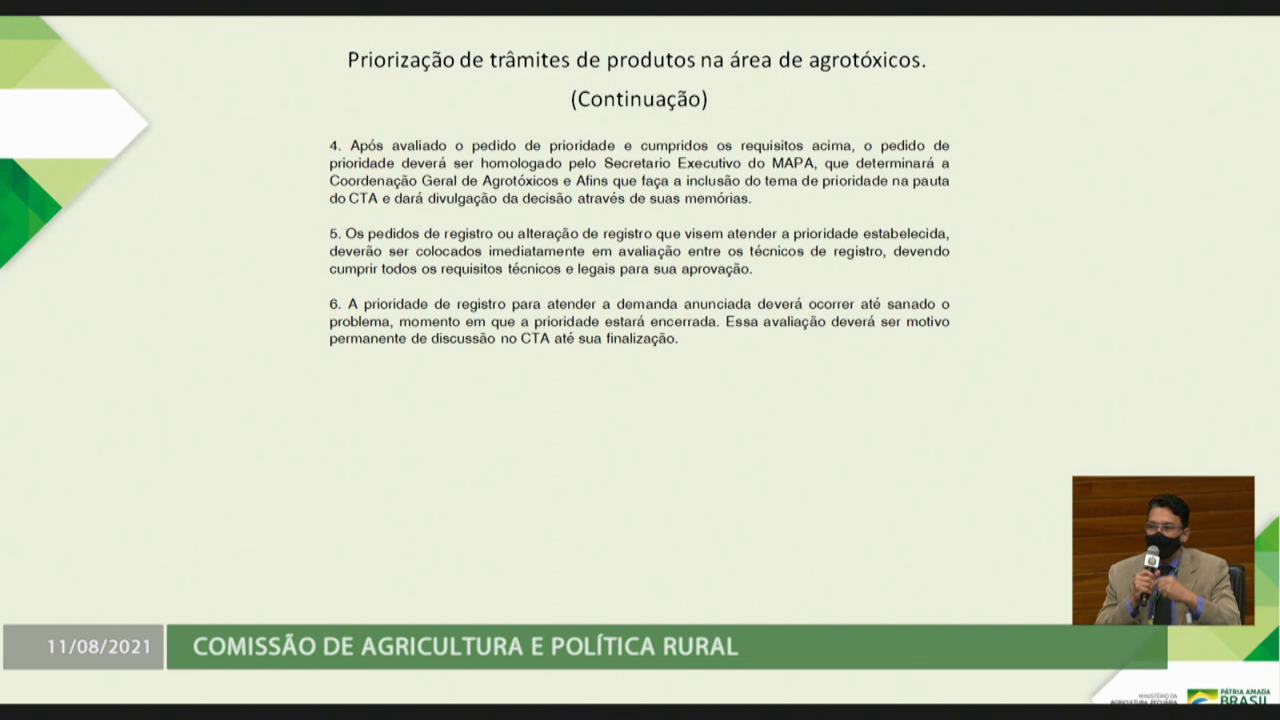 Priorização de trâmites de produtos na área de agrotóxicos.
(Continuação)
4. Após avaliado o pedido de prioridade e cumpridos os requisitos acima, o pedido de
prioridade deverá ser homologado pelo Secretario Executivo do MAPA, que determinará a
Coordenação Geral de Agrotóxicos e Afins que faça a inclusão do tema de prioridade na pauta
do CTA e dará divulgação da decisão através de suas memórias.
5. Os pedidos de registro ou alteração de registro que visem atender a prioridade estabelecida,
deverão ser colocados imediatamente em avaliação entre os técnicos de registro, devendo
cumprir todos os requisitos técnicos e legais para sua aprovação.
6. A prioridade de registro para atender a demanda anunciada deverá ocorrer até sanado o
problema, momento em que a prioridade estará encerrada. Essa avaliação deverá ser motivo
permanente de discussão no CTA até sua finalização.
11/08/2021
COMISSÃO DE AGRICULTURA E POLÍTICA RURAL
MINISTÉRIO DA
AGRICULTURA, PECUÁRIA
PÁTRIA AMADA
BRASIL